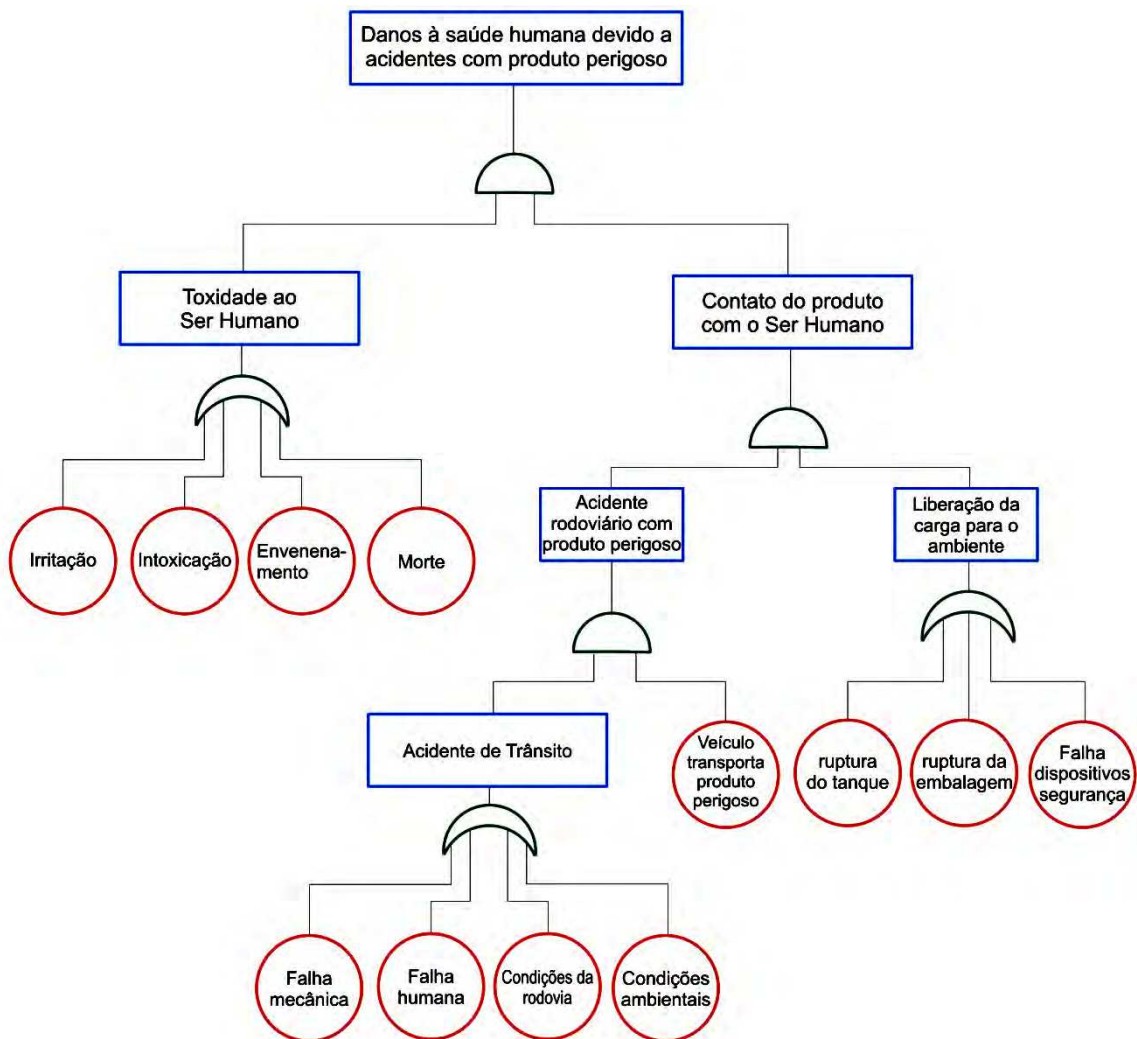 Danos à saúde humana devido a
acidentes com produto perigoso
Toxidade ao
Ser Humano
Contato do produto
com o Ser Humano
Irritação
Intoxicação
Envenena-
mento
Morte
Acidente
rodoviário com
produto perigoso
Liberação da
carga para o
ambiente
Acidente de Trânsito
Veículo
transporta
produto
perigoso
ruptura
do tanque
ruptura da
embalagem
Falha
dispositivos
segurança
Falha
mecânica
Falha
humana
Condições da
rodovia
Condições
ambientais